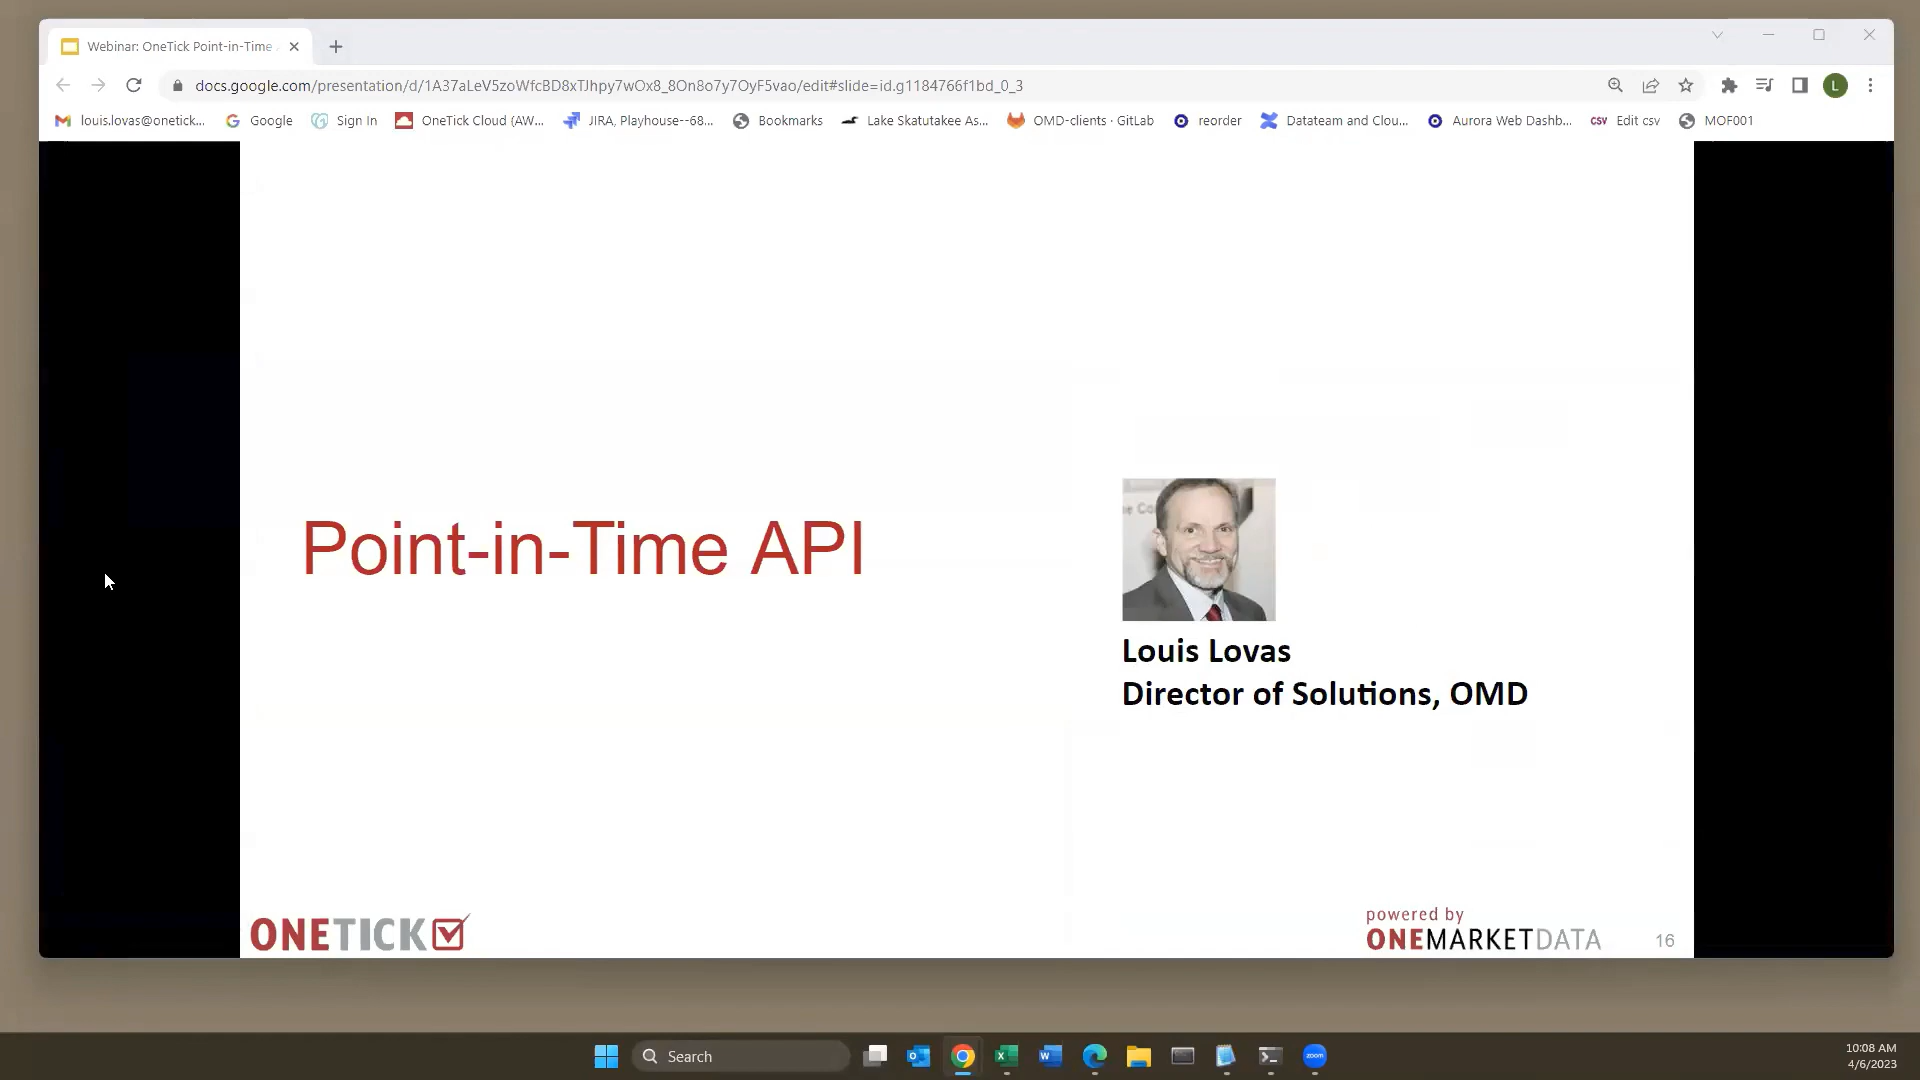 Webinar: OneTick Point-in-Time
docs.google.com/presentation/d/1A37aLeV5zoWfcBD8xTJhpy7wOx8_8On8o7y7OyF5vao/edit#slide=id.g1184766f1bd_0_3
L
louis.lovas@onetick... Google Sign In OneTick Cloud (AW... JIRA, Playhouse--68... Bookmarks Lake Skatutakee As... OMD-clients · GitLab reorder Datateam and Clou... Aurora Web Dashb... CSV Edit csv MOF001
Point-in-Time API
Louis Lovas
Director of Solutions, OMD
ONETICK
powered by
ONEMARKETDATA
16
Search
zoom
10:08 AM
4/6/2023